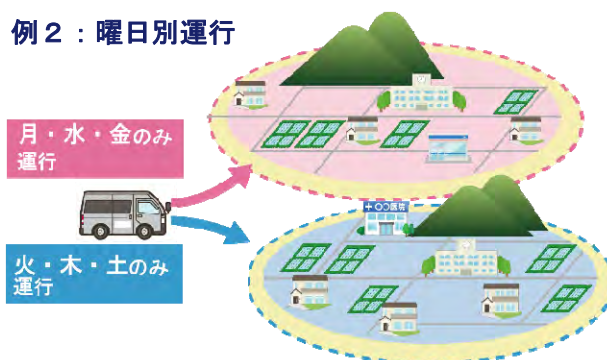 例２：曜日別運行
月・水・金のみ
運行
火・木・土のみ
運行
＋〇〇医院